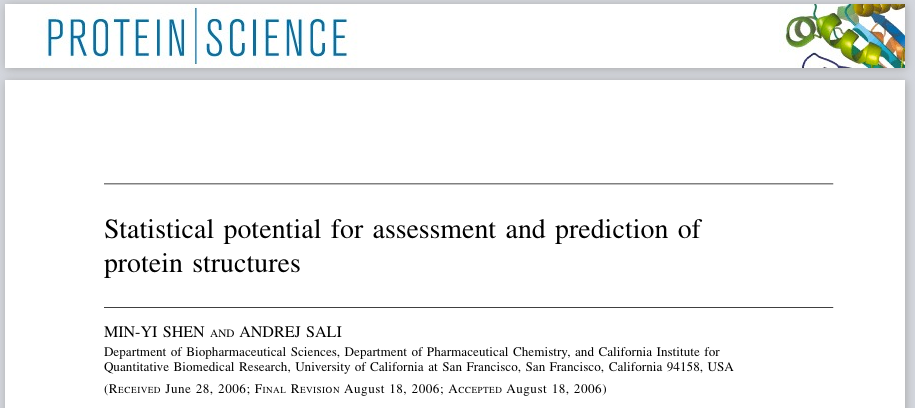 PROTEIN SCIENCE
Statistical potential for assessment and prediction of
protein structures
MIN-YI SHEN AND ANDREJ SALI
Department of Biopharmaceutical Sciences, Department of Pharmaceutical Chemistry, and California Institute for
Quantitative Biomedical Research, University of California at San Francisco, San Francisco, California 94158, USA
(RECEIVED June 28, 2006; FINAL REVISION August 18, 2006; ACCEPTED August 18, 2006)